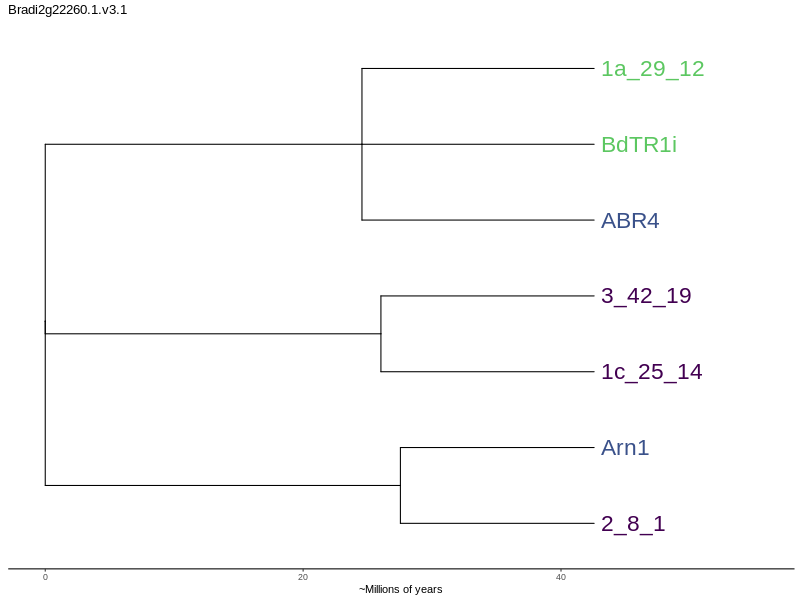 Bradi2g22260.1.v3.1
1a_29_12
BdTR1i
ABR4
3_42_19
1c_25_14
Arn1
2_8_1
0 20 40
~Millions of years